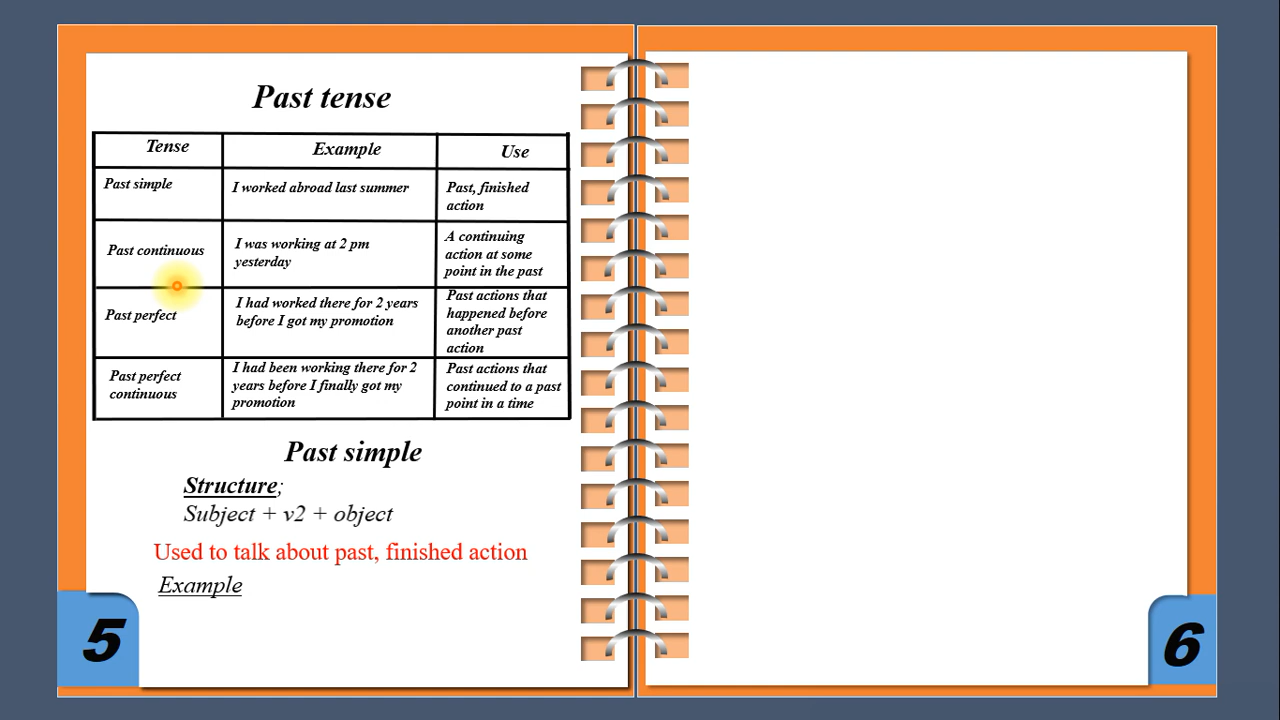 Past tense
Tense
Example
Use
Past simple
I worked abroad last summer
Past, finished
action
Past continuous
I was working at 2 pm
yesterday
A continuing
action at some
point in the past
Past perfect
I had worked there for 2 years
before I got my promotion
Past actions that
happened before
another past
action
Past perfect
continuous
I had been working there for 2
years before I finally got my
promotion
Past actions that
continued to a past
point in a time
Past simple
Structure;
Subject + v2 + object
Used to talk about past, finished action
Example
5
6